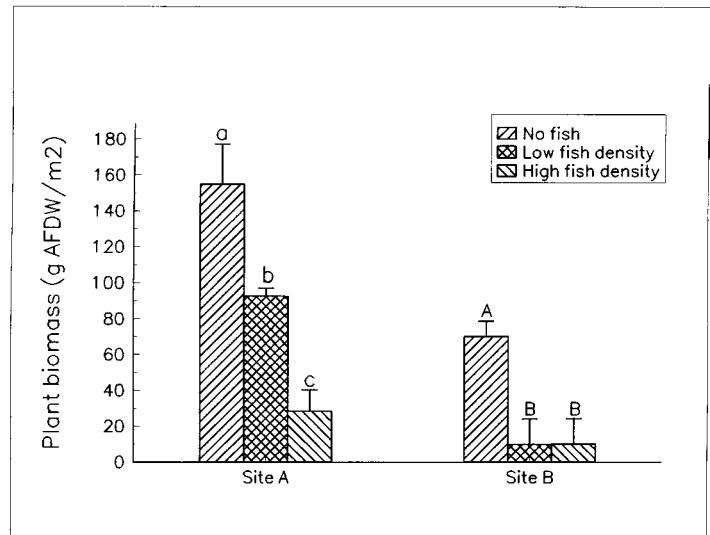 Plant biomass (g AFDW/m2)
180
160
140
120
100
80
60
40
20
0
a
b
c
A
B
B
Site A
Site B
No fish
Low fish density
High fish density